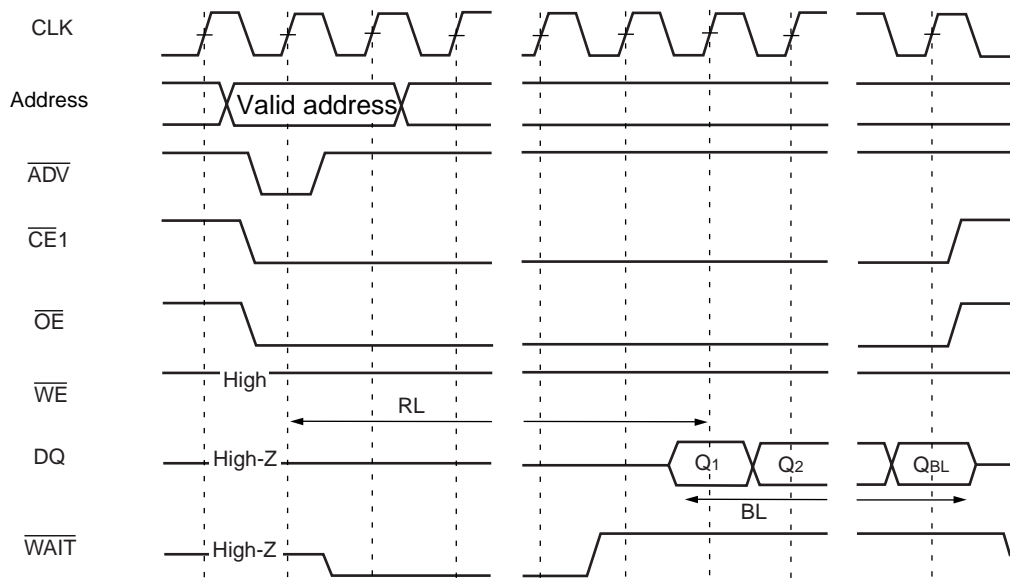 CLK
Address
Valid address
ADV
CE1
OE
WE
High
RL
DQ
High-Z
Q1
Q2
QBL
BL
WAIT
High-Z